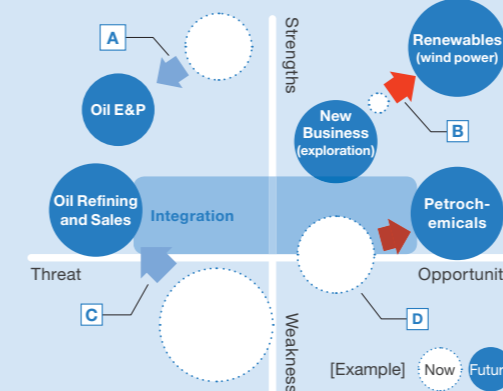 A
Strengths
Renewables
(wind power)
Oil E&P
B
New
Business
(exploration)
Oil Refining
and Sales
Integration
Petroch-
emicals
Threat
Opportunit
C
D
Weakness
[Example]
Now
Futur